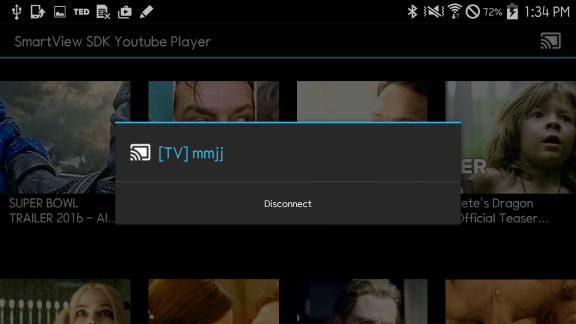 TED
72% 1:34 PM
SmartView SDK Youtube Player
[TV] mmjj
Disconnect
ER
SUPER BOWL
TRAILER 2016 – Al...
ete's Dragon
Official Teaser...